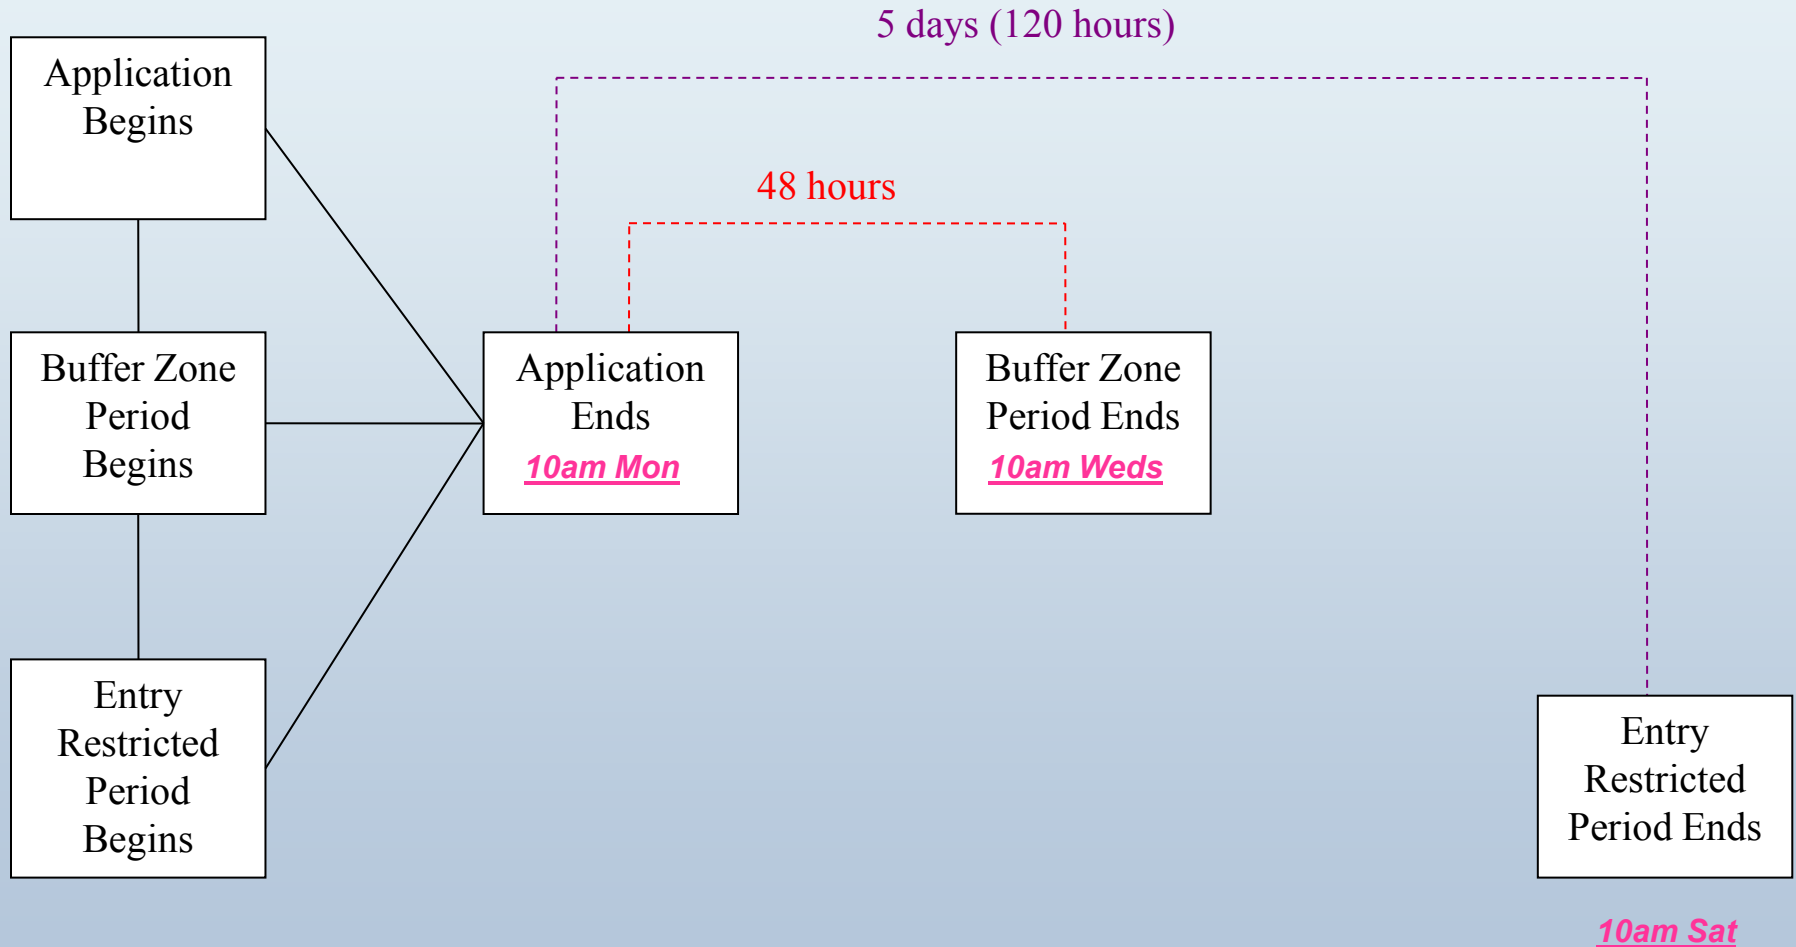 5 days (120 hours)
Application
Begins
48 hours
Buffer Zone
Period
Begins
Application
Ends
10am Mon
Buffer Zone
Period Ends
10am Weds
Entry
Restricted
Period
Begins
Entry
Restricted
Period Ends
10am Sat